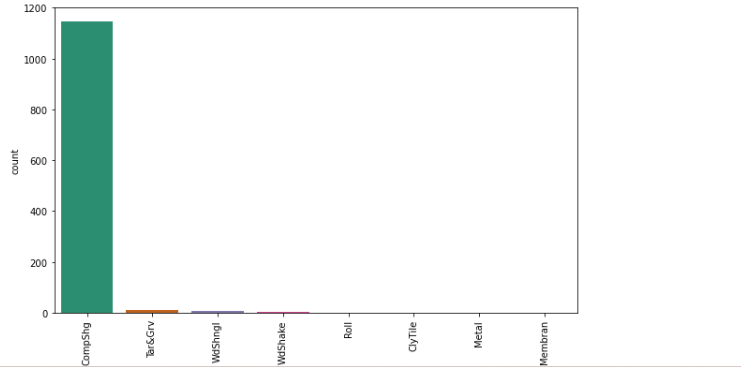 1200
1000
800
600
400
200
0
count
CompShg
Tar&Grv
WdShngl
WdShake
Roll
ClyTile
Metal
Membran